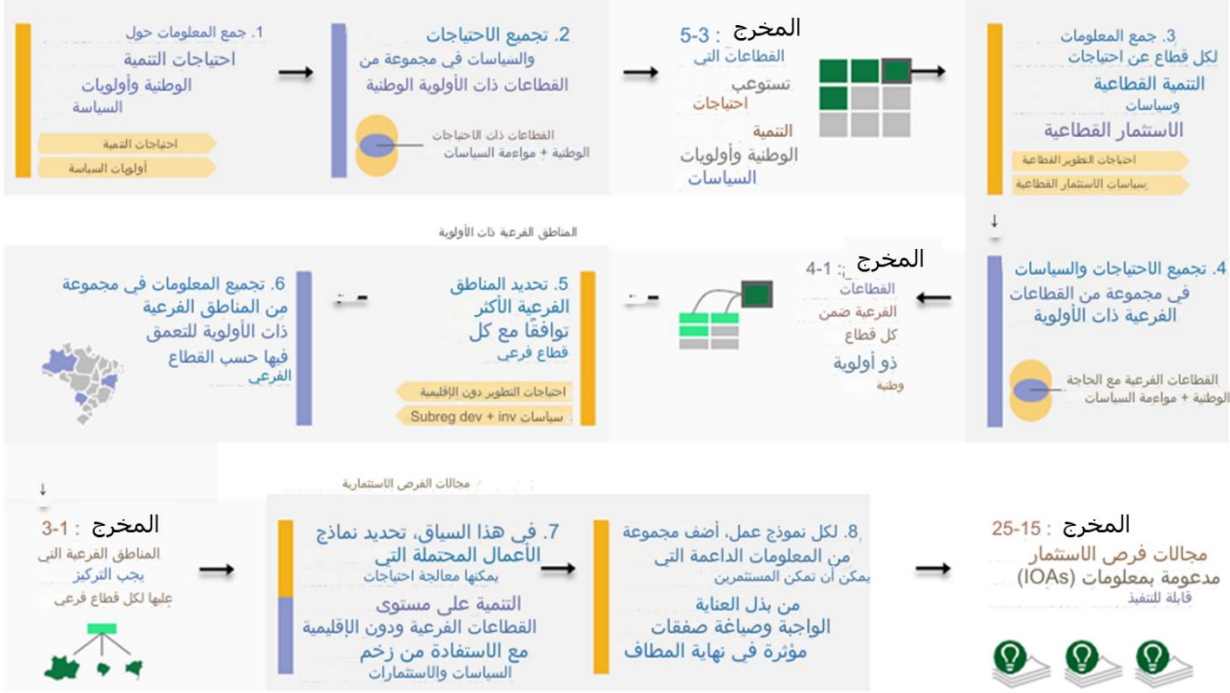 1. جمع المعلومات حول
احتياجات التنمية
الوطنية وأولويات
السياسة
احتياجات التنمية
أولويات السياسة
2. تجميع الاحتياجات
والسياسات في مجموعة من
القطاعات ذات الأولوية الوطنية
القطاعات ذات الاحتياجات
الوطنية + مواءمة السياسات
المخرج : 5-3
القطاعات التي
تستوعب
احتياجات
التنمية
الوطنية وأولويات
السياسات
3. جمع المعلومات
لكل قطاع عن احتياجات
التنمية القطاعية
وسياسات
الاستثمار القطاعية
احتياجات التطوير القطاعية
سياسات الاستثمار القطاعية
4. تجميع الاحتياجات والسياسات
في مجموعة من القطاعات
الفرعية ذات الأولوية
القطاعات الفرعية مع الحاجة
الوطنية + مواءمة السياسات
المخرج : 4-1
القطاعات
الفرعية ضمن
كل قطاع
ذو أولوية
وطنية
المناطق الفرعية ذات الأولوية
5. تحديد المناطق
الفرعية الأكثر
توافقًا مع كل
قطاع فرعي
احتياجات التطوير دون الإقليمية
سياسات Subreg dev + inv
6. تجميع المعلومات في مجموعة
من المناطق الفرعية
ذات الأولوية للتعمق
فيها حسب القطاع
الفرعي
المخرج : 3-1
المناطق الفرعية التي
يجب التركيز
عليها لكل قطاع فرعي
مجالات الفرص الاستثمارية
7. في هذا السياق، تحديد نماذج
الأعمال المحتملة التي
يمكنها معالجة احتياجات
التنمية على مستوى
القطاعات الفرعية ودون الإقليمية
مع الاستفادة من زخم
السياسات والاستثمارات
8. لكل نموذج عمل، أضف مجموعة
من المعلومات الداعمة التي
يمكن أن تمكن المستثمرين
من بذل العناية
الواجبة وصياغة صفقات
مؤثرة في نهاية المطاف
المخرج : 25-15
مجالات فرص الاستثمار
مدعومة بمعلومات (IOAs)
قابلة للتنفيذ